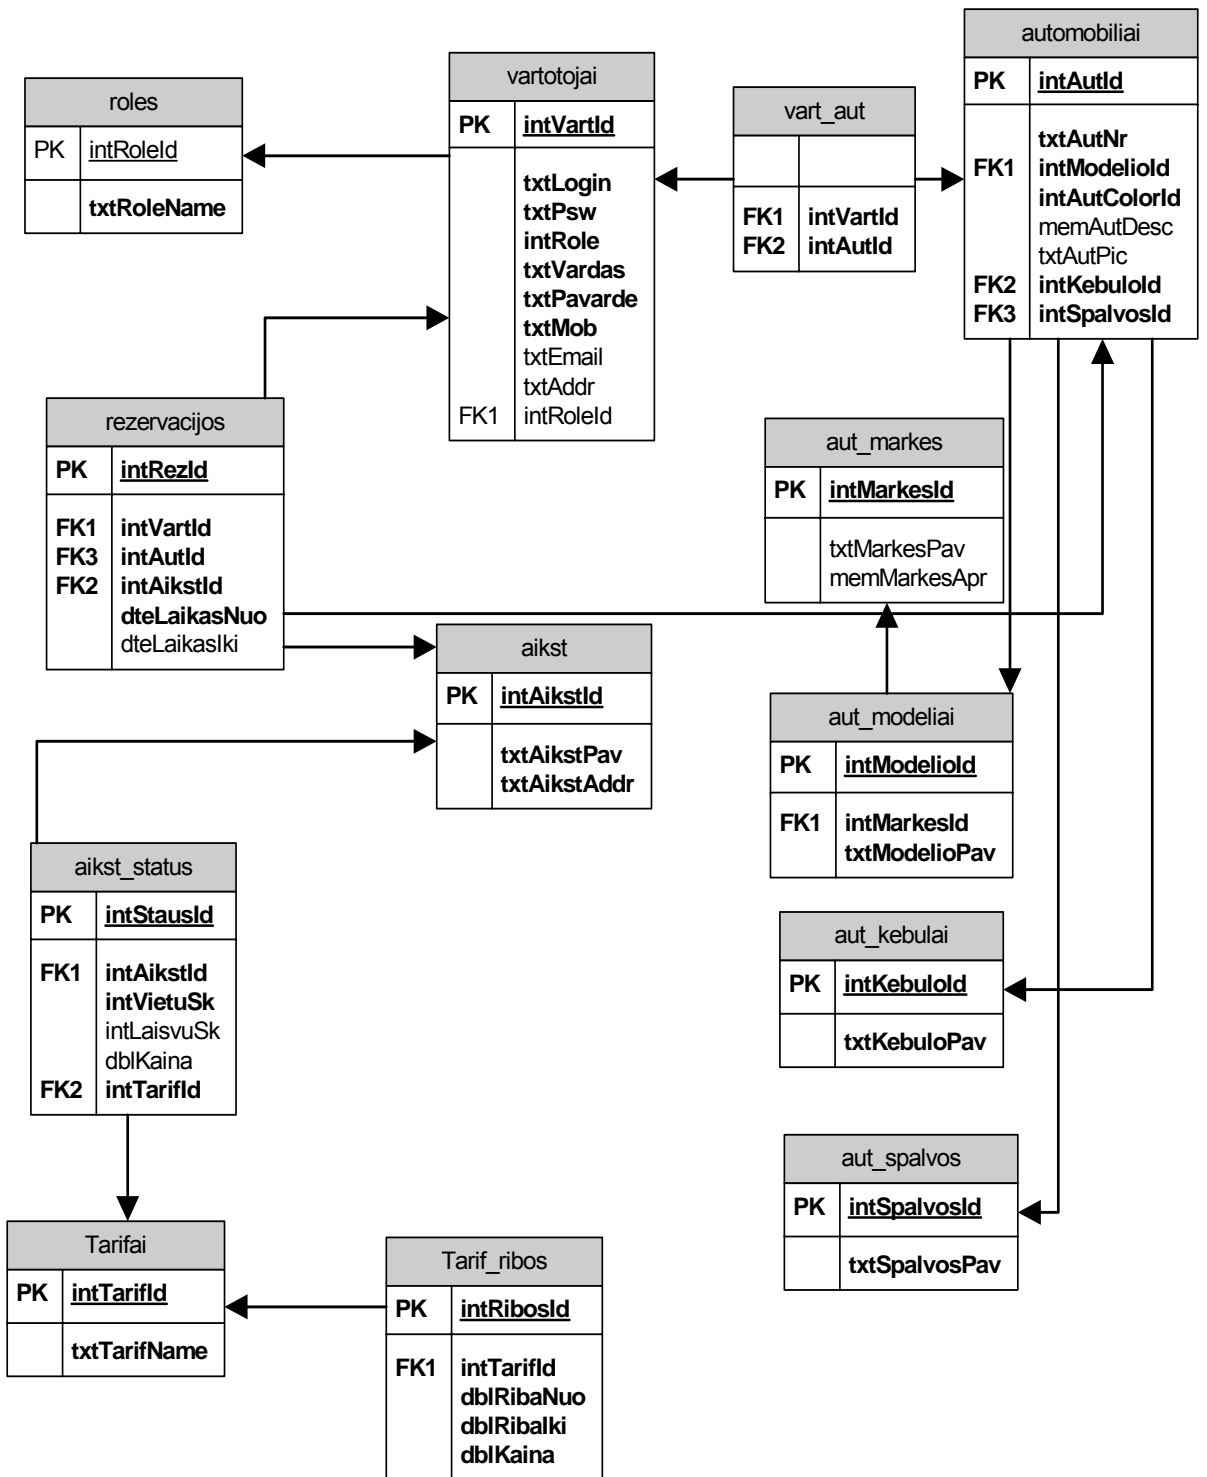 automobiliai
PK intAutId
txtAutNr
FK1 intModelioId
intAutColorId
memAutDesc
txtAutPic
FK2 intKebuloId
FK3 intSpalvosId
vartotojai
PK intVartId
txtLogin
txtPsw
intRole
txtVardas
txtPavarde
txtMob
txtEmail
txtAddr
FK1 intRoleId
roles
PK intRoleId
txtRoleName
vart_aut
FK1 intVartId
FK2 intAutId
rezervacijos
PK intRezId
FK1 intVartId
FK3 intAutId
FK2 intAikstId
dteLaikasNuo
dteLaikasIki
aut_markes
PK intMarkesId
txtMarkesPav
memMarkesApr
aikst
PK intAikstId
txtAikstPav
txtAikstAddr
aut_modeliai
PK intModelioId
FK1 intMarkesId
txtModelioPav
aikst_status
PK intStausId
FK1 intAikstId
intVietuSk
intLaisvuSk
dblKaina
FK2 intTarifId
aut_kebulai
PK intKebuloId
txtKebuloPav
aut_spalvos
PK intSpalvosId
txtSpalvosPav
Tarifai
PK intTarifId
txtTarifName
Tarif_ribos
PK intRibosId
FK1 intTarifId
dblRibaNuo
dblRibaIki
dblKaina